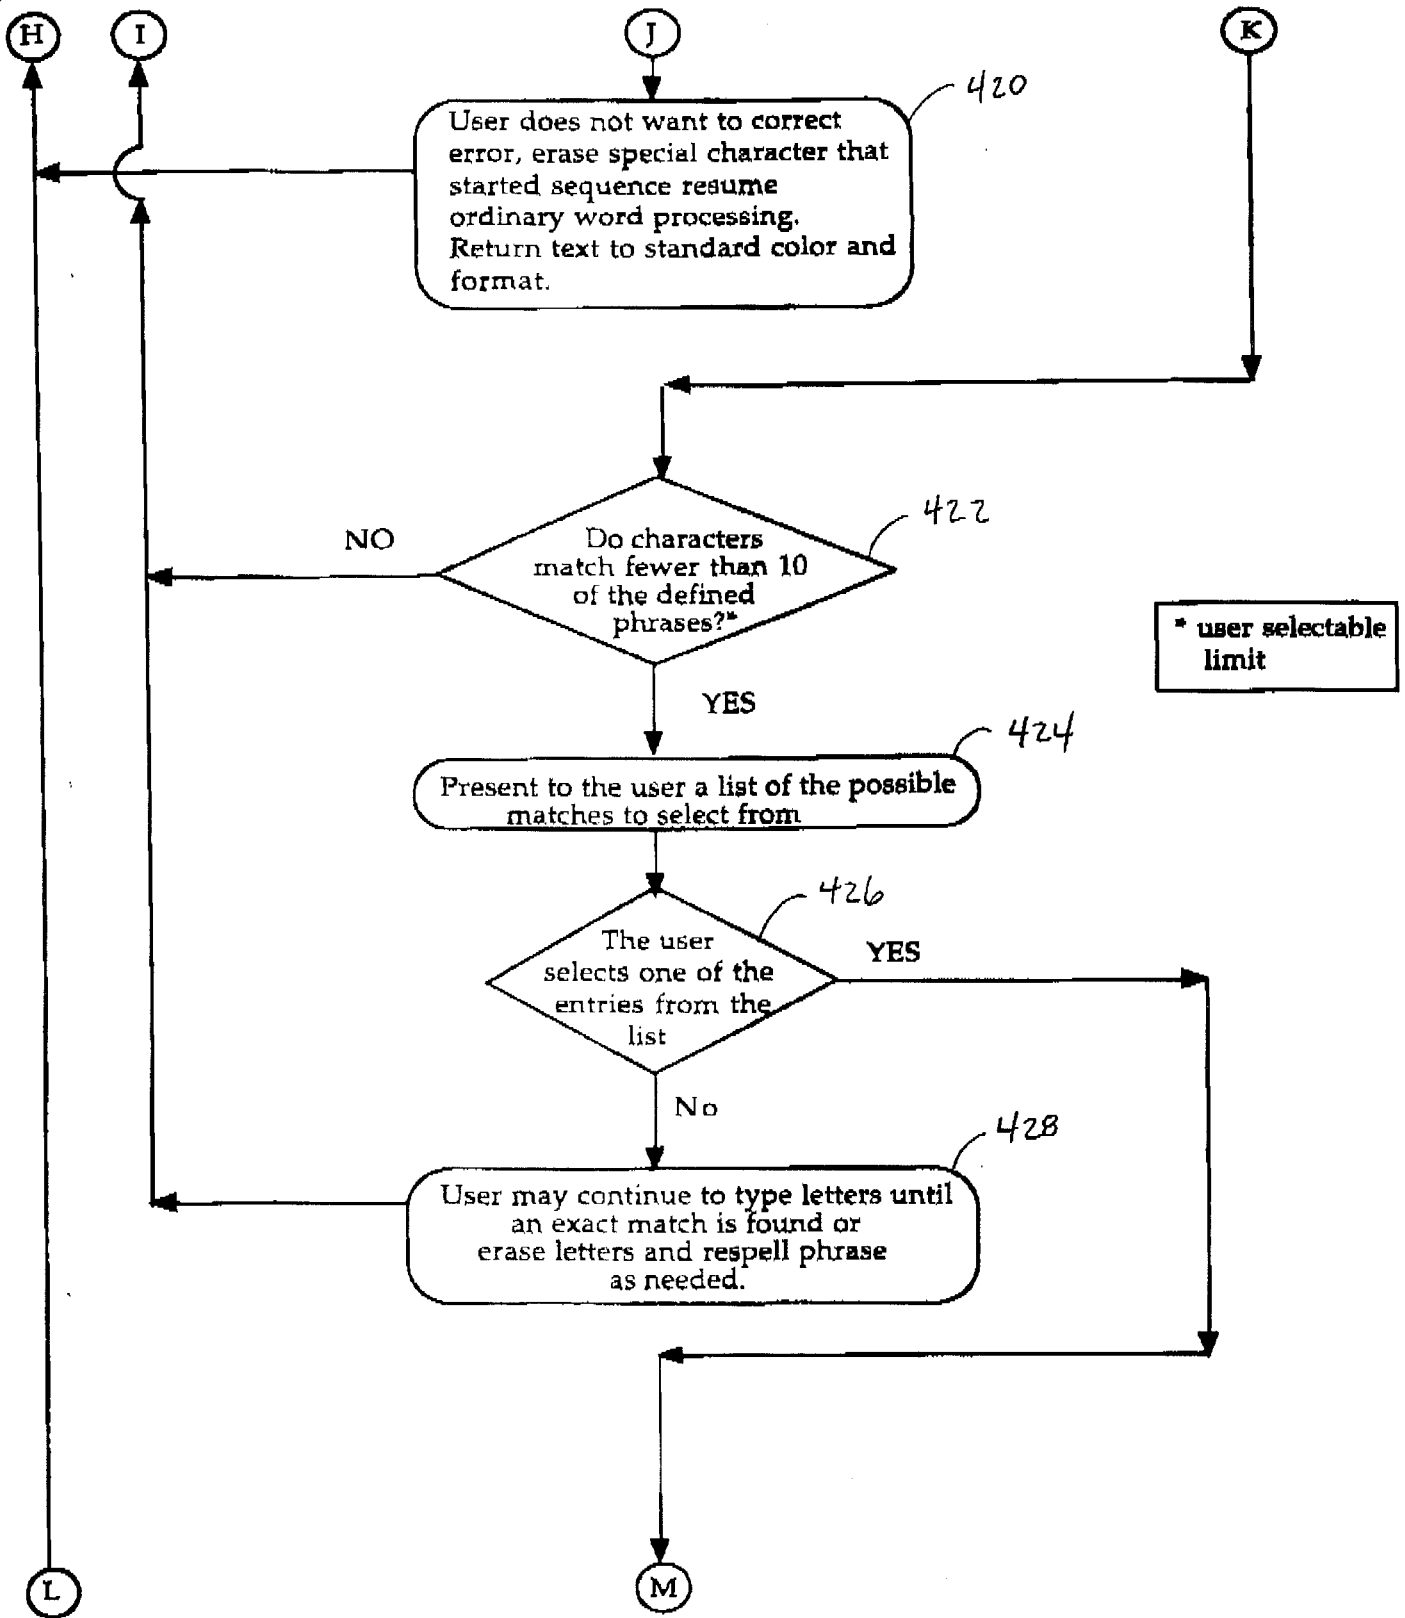 H I J K
420
User does not want to correct
error, erase special character that
started sequence resume
ordinary word processing.
Return text to standard color and
format.
422
NO
Do characters
match fewer than 10
of the defined
phrases?*
* user selectable
limit
YES
424
Present to the user a list of the possible
matches to select from
426
The user
selects one of the
entries from the
list
YES
No
428
User may continue to type letters until
an exact match is found or
erase letters and respell phrase
as needed.
L M